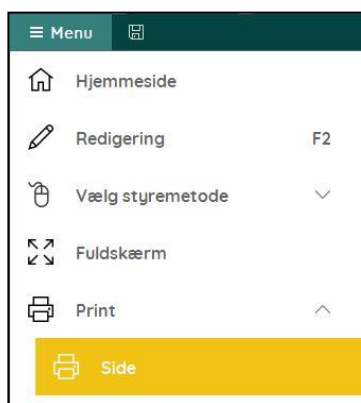 Menu
Hjemmeside
Redigering F2
Vælg styremetode
Fuldskærm
Print
Side